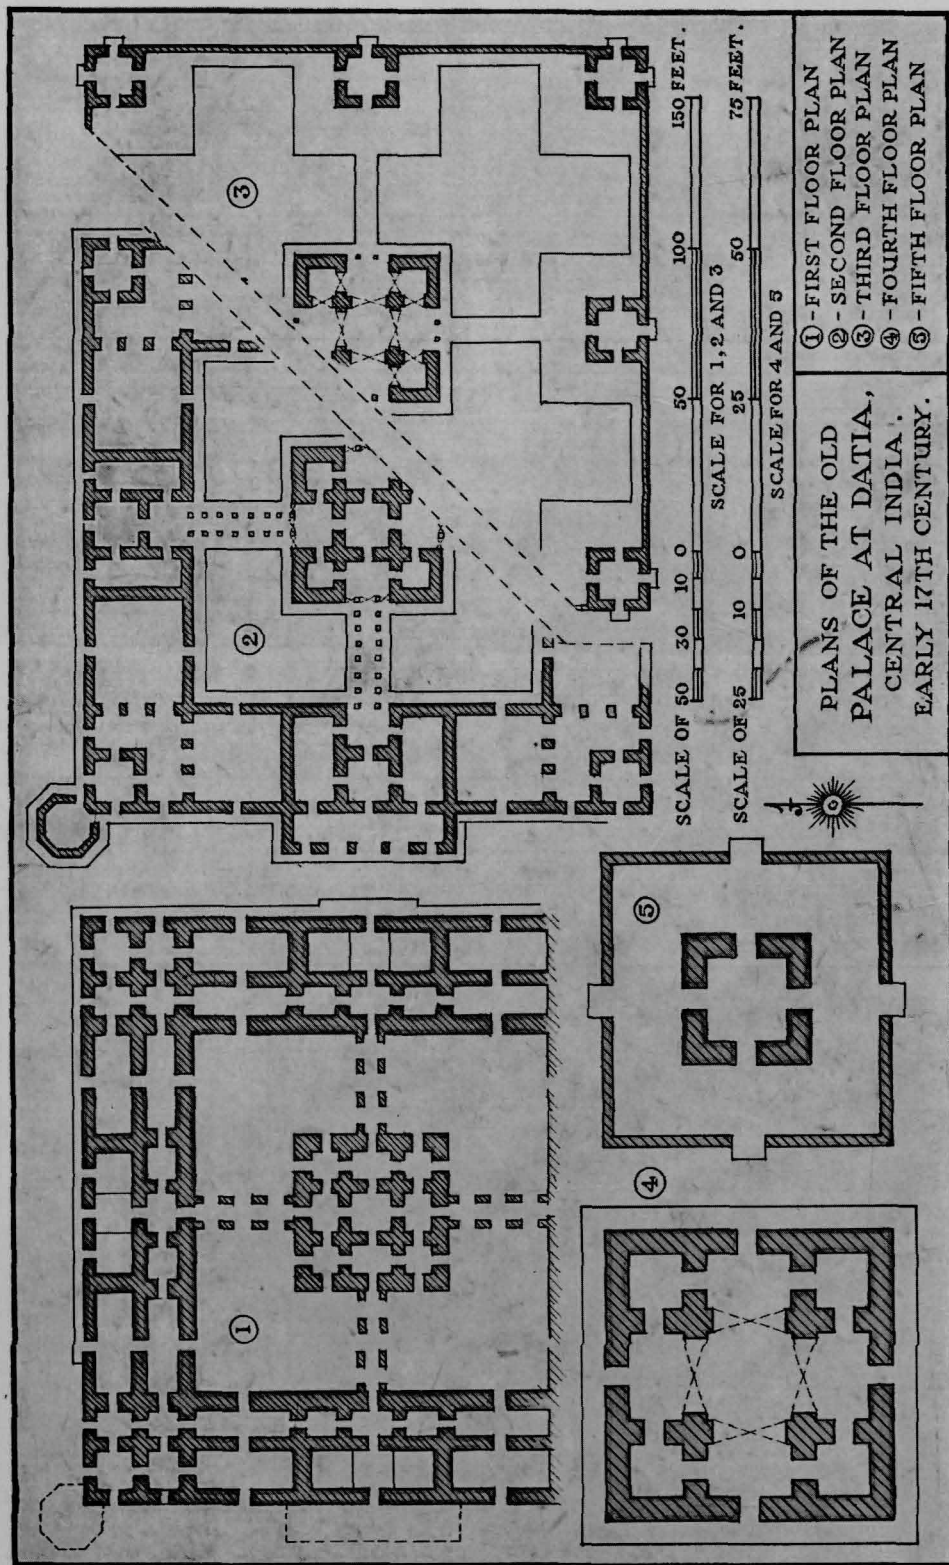 ①
②
③
④
⑤
SCALE OF 50 30 10 0 50 100 150 FEET.
SCALE FOR 1, 2 AND 3
SCALE OF 25 10 0 25 50 75 FEET.
SCALE FOR 4 AND 5
PLANS OF THE OLD
PALACE AT DATIA,
CENTRAL INDIA.
EARLY 17TH CENTURY.
① - FIRST FLOOR PLAN
② - SECOND FLOOR PLAN
③ - THIRD FLOOR PLAN
④ - FOURTH FLOOR PLAN
⑤ - FIFTH FLOOR PLAN